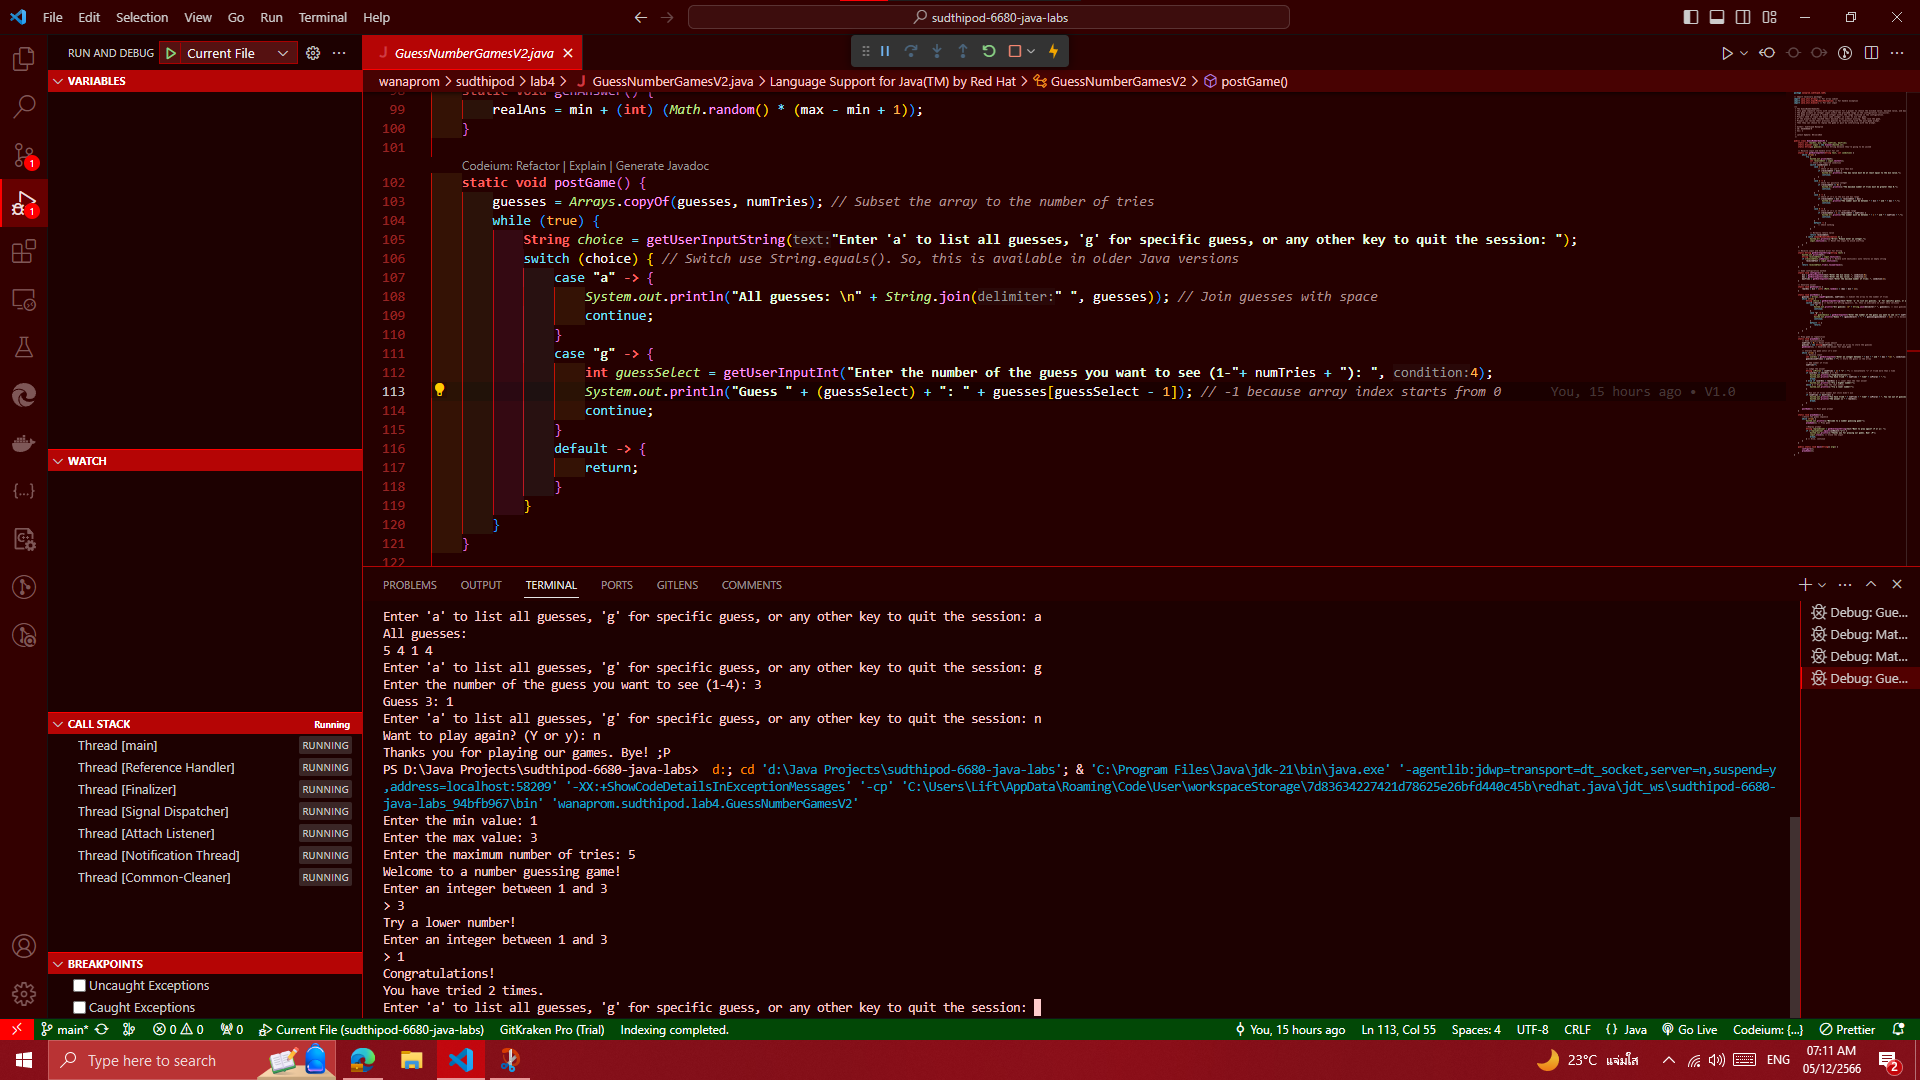 File Edit Selection View Go Run Terminal Help
sudthipod-6680-java-labs
RUN AND DEBUG Current File
GuessNumberGamesV2.java
VARIABLES
wanaprom > sudthipod > lab4 > GuessNumberGamesV2.java > Language Support for Java(TM) by Red Hat > GuessNumberGamesV2 > postGame()
99 realAns = min + (int) (Math.random() * (max - min + 1));
100 }
101
Codeium: Refactor | Explain | Generate Javadoc
102 static void postGame() {
103 guesses = Arrays.copyOf(guesses, numTries); // Subset the array to the number of tries
104 while (true) {
105 String choice = getUserInputString(text:"Enter 'a' to list all guesses, 'g' for specific guess, or any other key to quit the session: ");
106 switch (choice) { // Switch use String.equals(). So, this is available in older Java versions
107 case "a" -> {
108 System.out.println("All guesses: \n" + String.join(delimiter:" ", guesses)); // Join guesses with space
109 continue;
110 }
111 case "g" -> {
112 int guessSelect = getUserInputInt("Enter the number of the guess you want to see (1-"+ numTries + "): ", condition:4);
113 System.out.println("Guess " + (guessSelect) + ": " + guesses[guessSelect - 1]); // -1 because array index starts from 0 You, 15 hours ago • V1.0
114 continue;
115 }
116 default -> {
117 return;
118 }
119 }
120 }
121 }
122
WATCH
CALL STACK Running
Thread [main] RUNNING
Thread [Reference Handler] RUNNING
Thread [Finalizer] RUNNING
Thread [Signal Dispatcher] RUNNING
Thread [Attach Listener] RUNNING
Thread [Notification Thread] RUNNING
Thread [Common-Cleaner] RUNNING
BREAKPOINTS
Uncaught Exceptions
Caught Exceptions
PROBLEMS OUTPUT TERMINAL PORTS GITLENS COMMENTS
Enter 'a' to list all guesses, 'g' for specific guess, or any other key to quit the session: a
All guesses:
5 4 1 4
Enter 'a' to list all guesses, 'g' for specific guess, or any other key to quit the session: g
Enter the number of the guess you want to see (1-4): 3
Guess 3: 1
Enter 'a' to list all guesses, 'g' for specific guess, or any other key to quit the session: n
Want to play again? (Y or y): n
Thanks you for playing our games. Bye! ;P
PS D:\Java Projects\sudthipod-6680-java-labs> d:; cd 'd:\Java Projects\sudthipod-6680-java-labs'; & 'C:\Program Files\Java\jdk-21\bin\java.exe' '-agentlib:jdwp=transport=dt_socket,server=n,suspend=y
,address=localhost:58209' '-XX:+ShowCodeDetailsInExceptionMessages' '-cp' 'C:\Users\Lift\AppData\Roaming\Code\User\workspaceStorage\7d83634227421d78625e26bfd440c45b\redhat.java\jdt_ws\sudthipod-6680-
java-labs_94bfb967\bin' 'wanaprom.sudthipod.lab4.GuessNumberGamesV2'
Enter the min value: 1
Enter the max value: 3
Enter the maximum number of tries: 5
Welcome to a number guessing game!
Enter an integer between 1 and 3
> 3
Try a lower number!
Enter an integer between 1 and 3
> 1
Congratulations!
You have tried 2 times.
Enter 'a' to list all guesses, 'g' for specific guess, or any other key to quit the session:
Debug: Gue...
Debug: Mat...
Debug: Mat...
Debug: Gue...
main* 0 0 0 Current File (sudthipod-6680-java-labs) GitKraken Pro (Trial) Indexing completed. You, 15 hours ago Ln 113, Col 55 Spaces: 4 UTF-8 CRLF {} Java Go Live Codeium: {...} Prettier
Type here to search 23°C แจ่มใส ENG 07:11 AM
05/12/2566
2